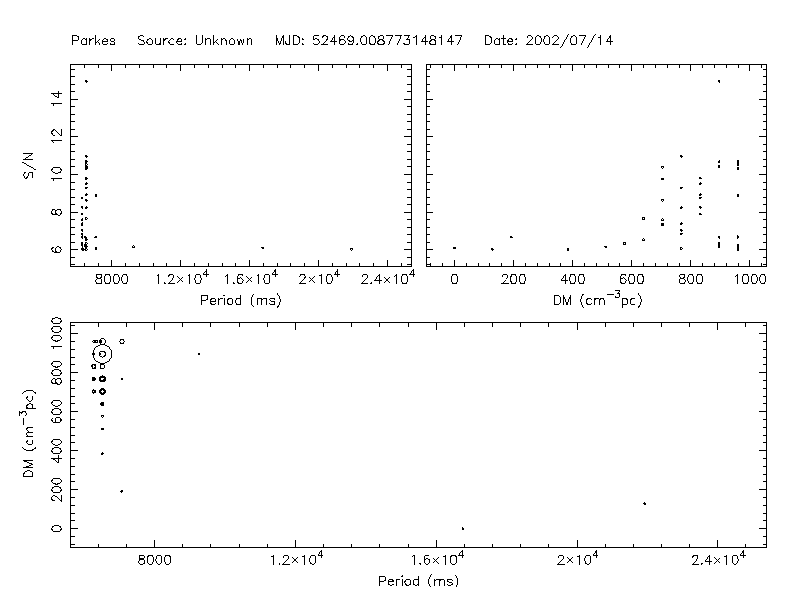 Parkes Source: Unknown MJD: 52469.008773148147 Date: 2002/07/14
S/N
14
12
10
8
6
8000 1.2×10⁴ 1.6×10⁴ 2×10⁴ 2.4×10⁴
Period (ms)
0 200 400 600 800 1000
DM (cm⁻³pc)
DM (cm⁻³pc)
1000
800
600
400
200
0
8000 1.2×10⁴ 1.6×10⁴ 2×10⁴ 2.4×10⁴
Period (ms)